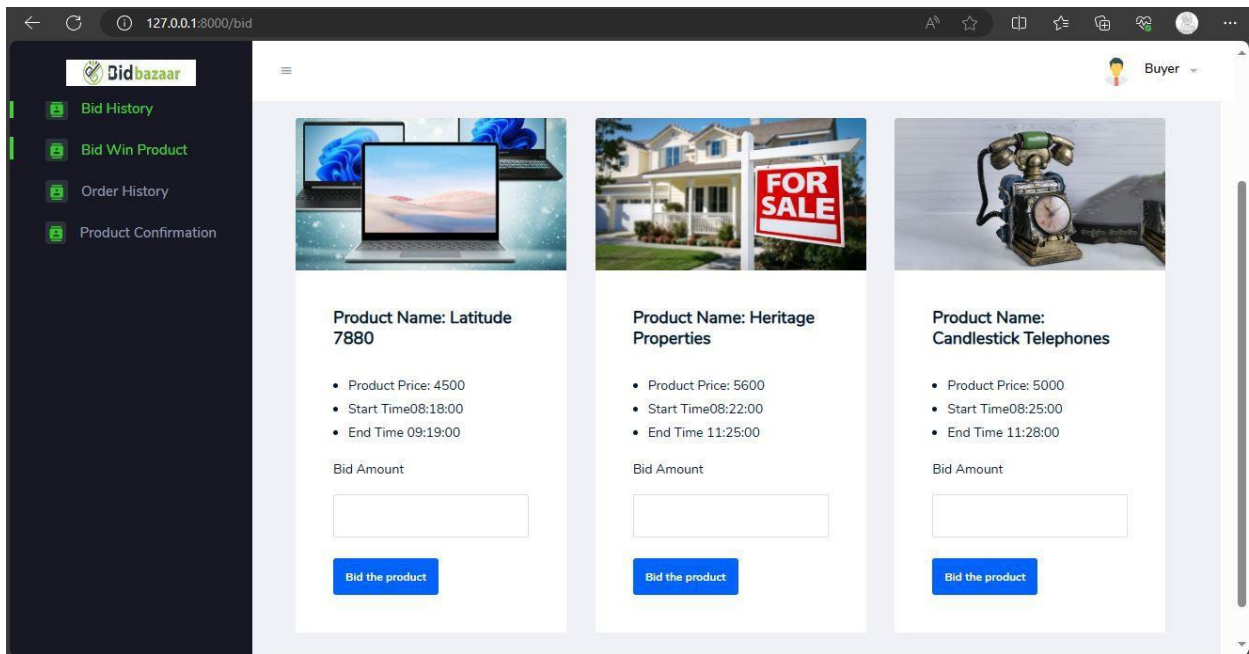 127.0.0.1:8000/bid
Bidbazaar
Buyer
Bid History
Bid Win Product
Order History
Product Confirmation
FOR
SALE
Product Name: Latitude
7880
• Product Price: 4500
• Start Time08:18:00
• End Time 09:19:00
Bid Amount
Bid the product
Product Name: Heritage
Properties
• Product Price: 5600
• Start Time08:22:00
• End Time 11:25:00
Bid Amount
Bid the product
Product Name:
Candlestick Telephones
• Product Price: 5000
• Start Time08:25:00
• End Time 11:28:00
Bid Amount
Bid the product